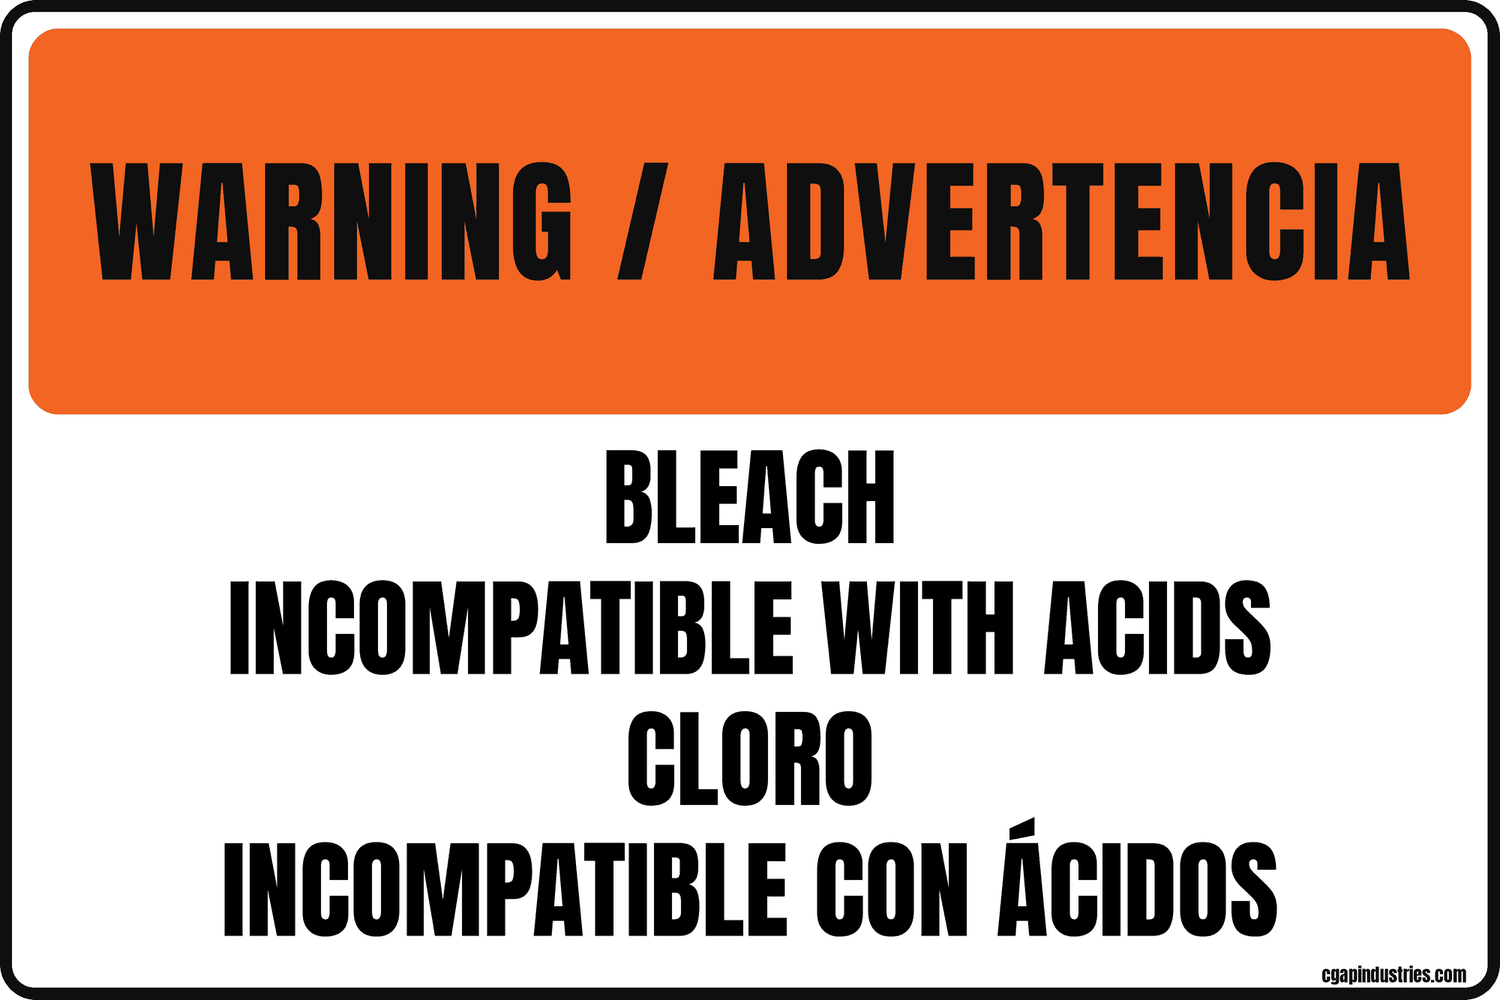 WARNING / ADVERTENCIA
BLEACH
INCOMPATIBLE WITH ACIDS
CLORO
INCOMPATIBLE CON ÁCIDOS
cgapindustries.com